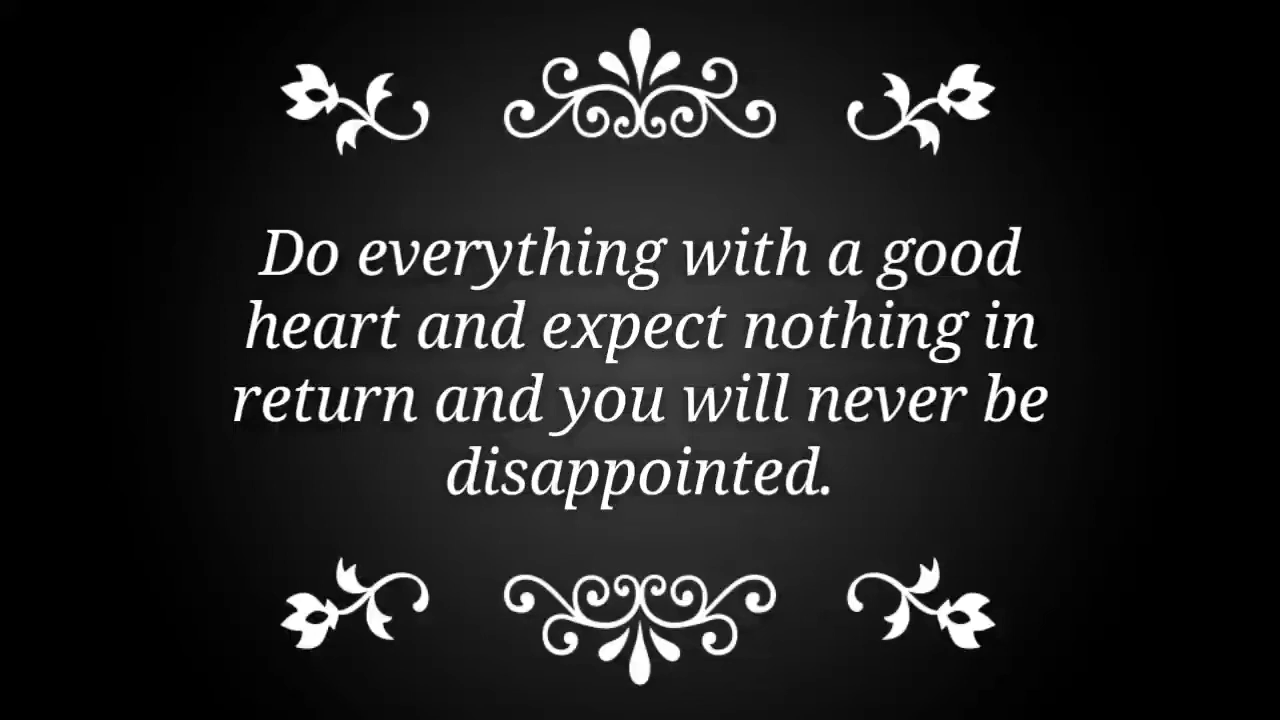 Do everything with a good
heart and expect nothing in
return and you will never be
disappointed.